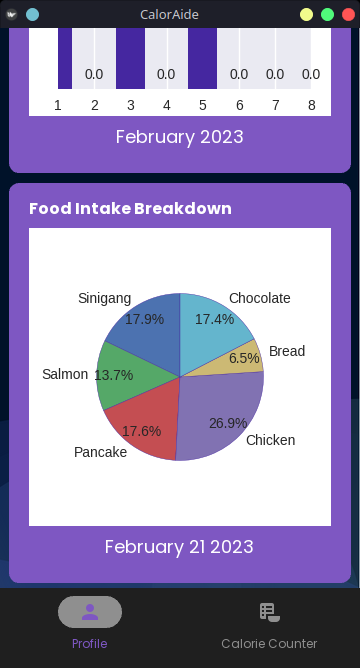 CalorAide
0.0 0.0 0.0 0.0 0.0
1 2 3 4 5 6 7 8
February 2023
Food Intake Breakdown
Sinigang Chocolate
17.9% 17.4%
Bread
6.5%
Salmon 13.7%
26.9%
17.6%
Chicken
Pancake
February 21 2023
Profile Calorie Counter